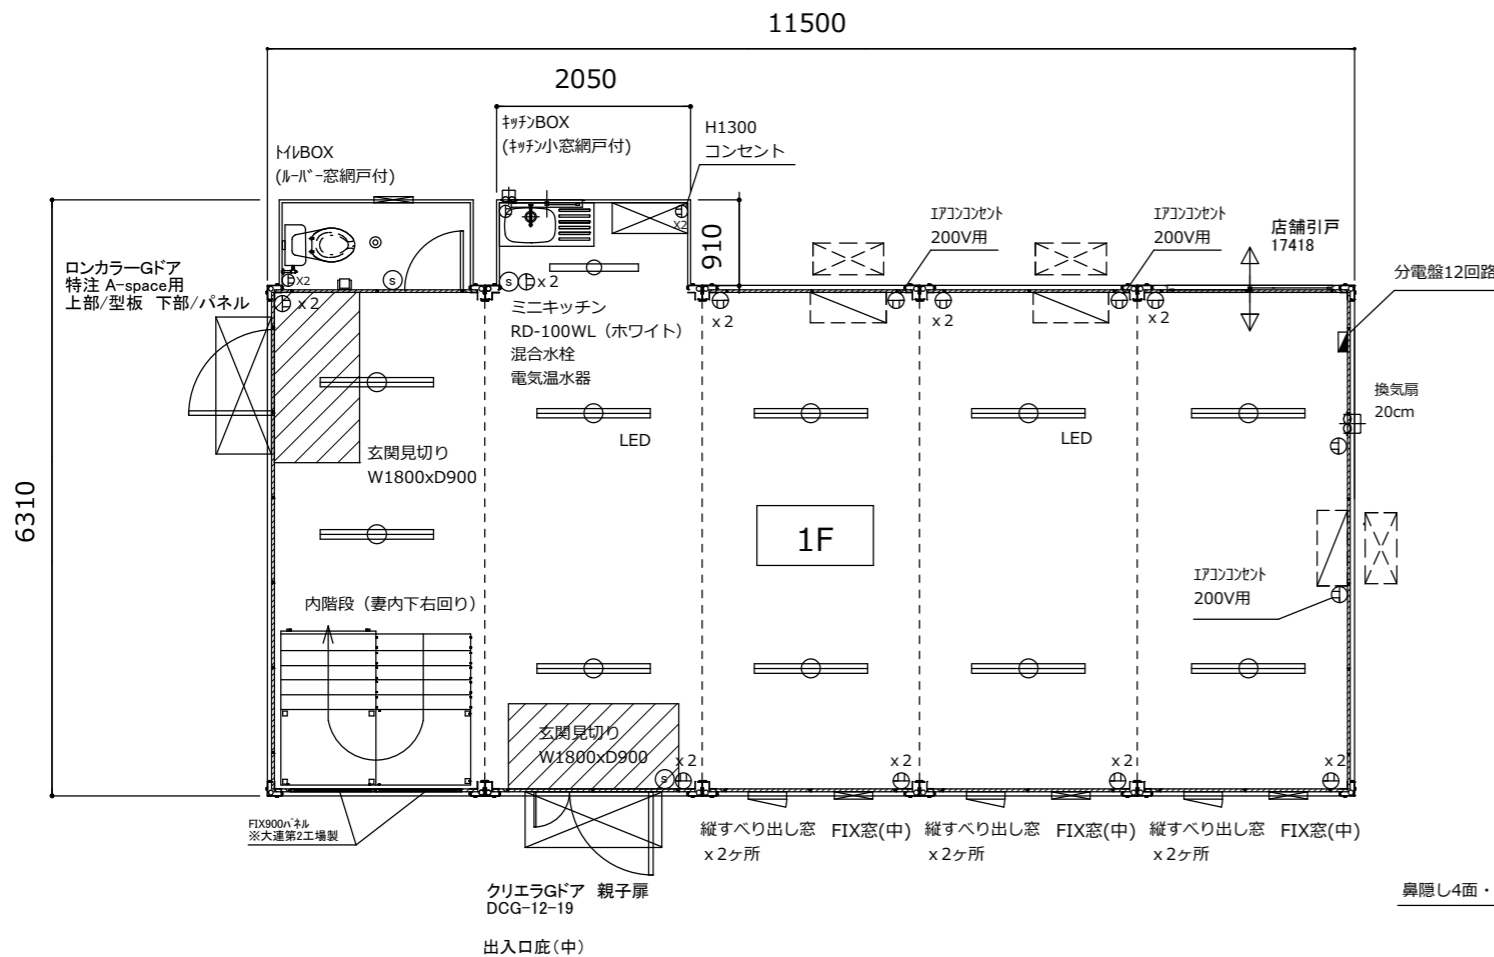 11500
2050
キッチンBOX
(キッチン小窓網戸付)
H1300
コンセント
トイレBOX
(ルーバー窓網戸付)
910
エアコンコンセント
200V用
エアコンコンセント
200V用
店舗引戸
17418
分電盤12回路
ロンカラーGドア
特注 A-space用
上部/型板 下部/パネル
X2
x2
X2
S
S
x2
x2
x2
x2
ミニキッチン
RD-100WL (ホワイト)
混合水栓
電気温水器
換気扇
20cm
LED
LED
玄関見切り
W1800xD900
6310
1F
エアコンコンセント
200V用
内階段 (妻内下右回り)
玄関見切り
W1800xD900
S
x2
x2
x2
x2
FIX900パネル
※大連第2工場製
縦すべり出し窓
x2ヶ所
FIX窓(中)
縦すべり出し窓
x2ヶ所
FIX窓(中)
縦すべり出し窓
x2ヶ所
FIX窓(中)
クリエラGドア 親子扉
DCG-12-19
出入口庇(中)
鼻隠し4面・